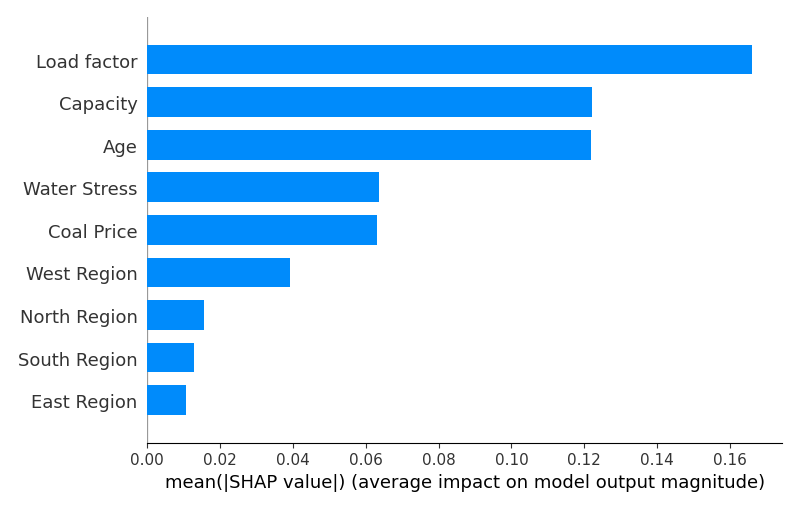 Load factor
Capacity
Age
Water Stress
Coal Price
West Region
North Region
South Region
East Region
0.00 0.02 0.04 0.06 0.08 0.10 0.12 0.14 0.16
mean(|SHAP value|) (average impact on model output magnitude)